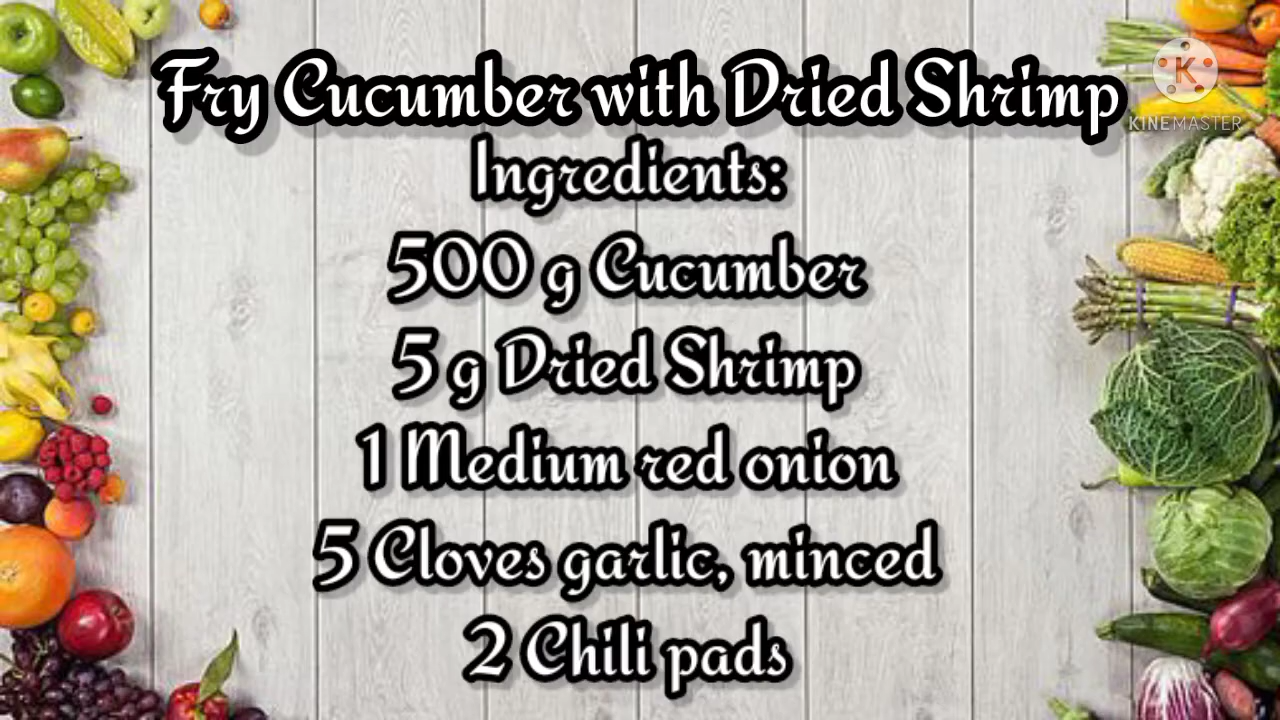 Fry Cucumber with Dried Shrimp
K
KINEMASTER
Ingredients:
500 g Cucumber
5 g Dried Shrimp
1 Medium red onion
5 Cloves garlic, minced
2 Chili pads